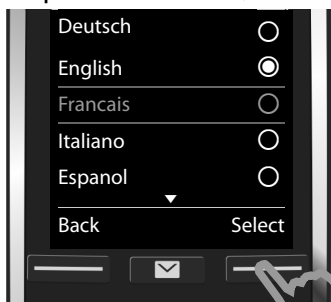 Deutsch
English
Francais
Italiano
Espanol
Back Select